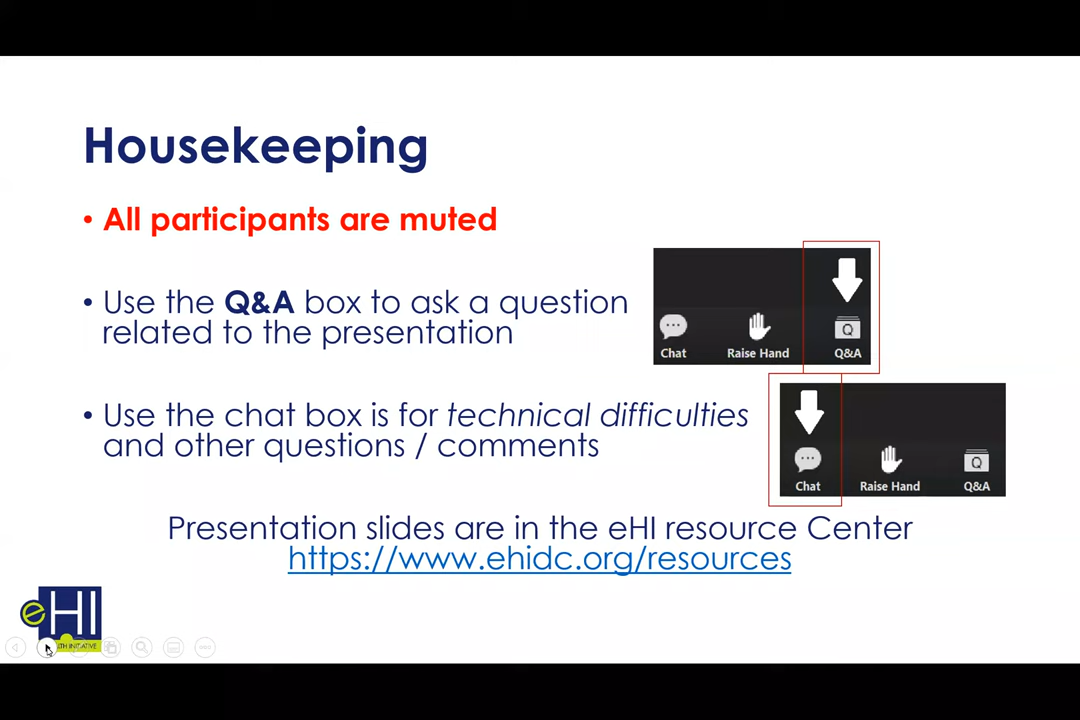 Housekeeping
• All participants are muted
• Use the Q&A box to ask a question
related to the presentation
Chat
Raise Hand
Q
Q&A
• Use the chat box is for technical difficulties
and other questions / comments
Chat
Raise Hand
Q
Q&A
Presentation slides are in the eHI resource Center
https://www.ehidc.org/resources
eHI
INITIATIVE